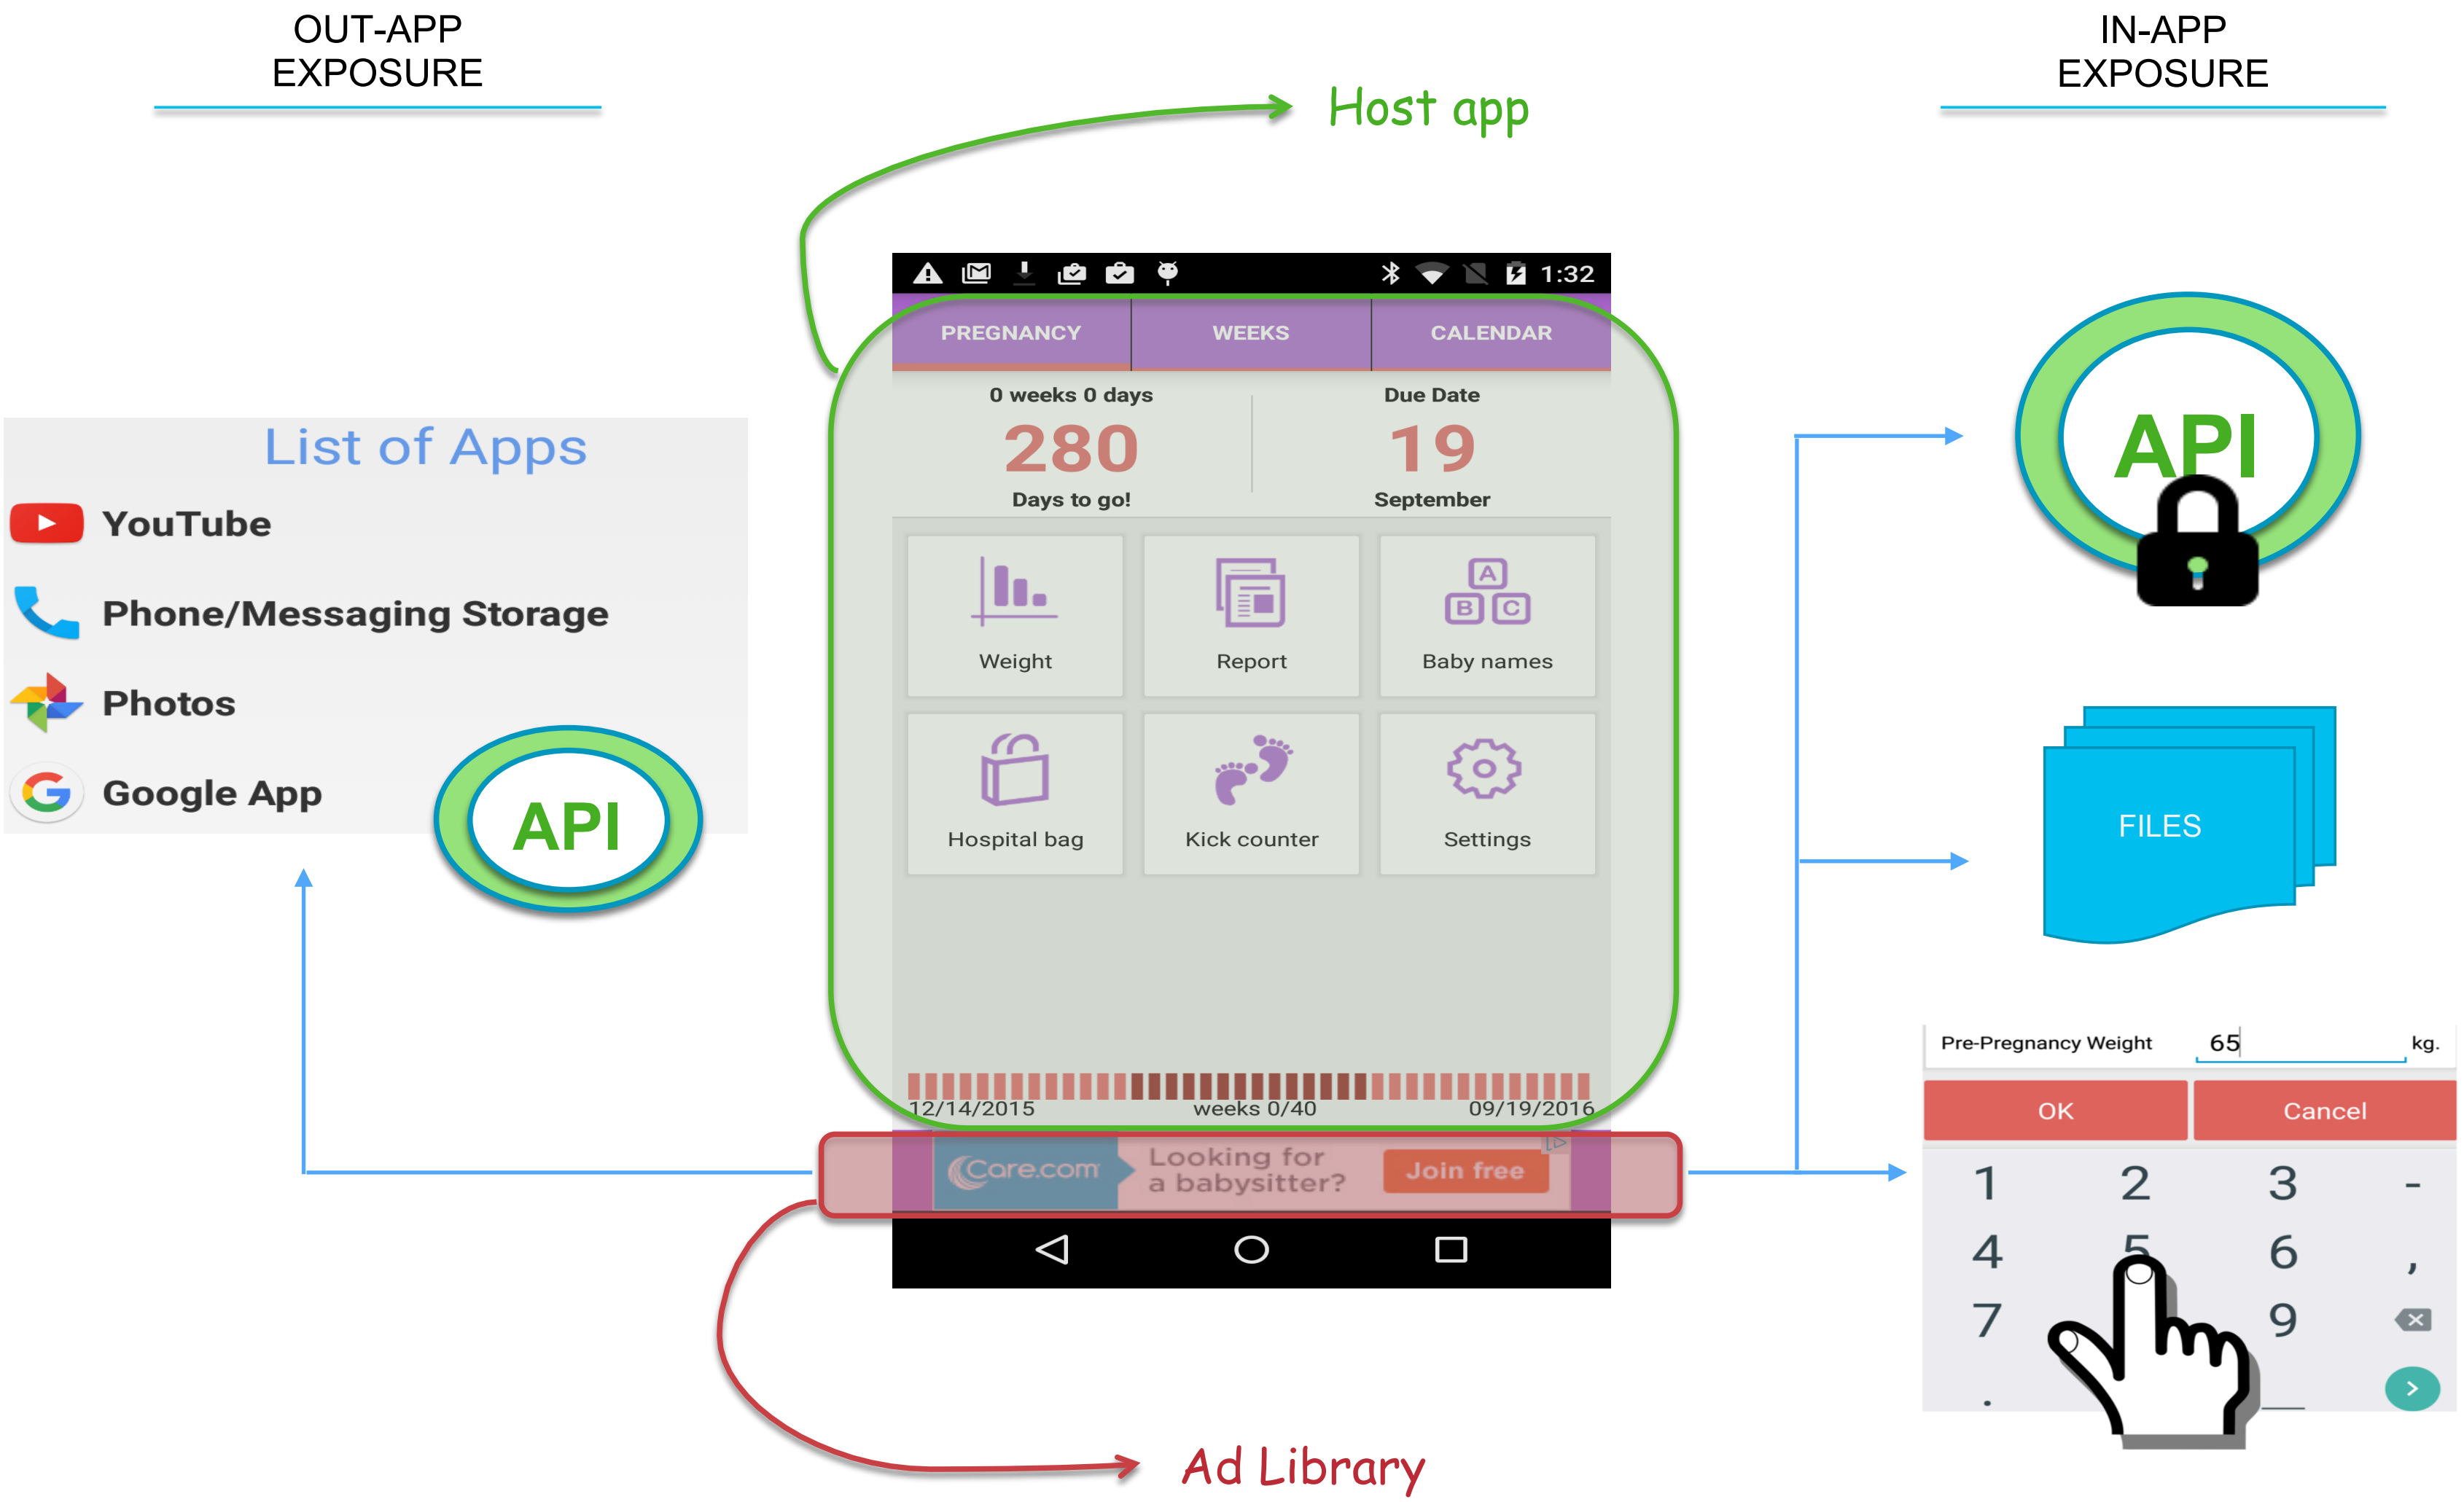 OUT-APP
EXPOSURE
IN-APP
EXPOSURE
Host app
1:32
PREGNANCY
WEEKS
CALENDAR
0 weeks 0 days
280
Days to go!
Due Date
19
September
Weight
Report
A
B C
Baby names
Hospital bag
Kick counter
Settings
12/14/2015
weeks 0/40
09/19/2016
Care.com
Looking for
a babysitter?
Join free
Ad Library
List of Apps
YouTube
Phone/Messaging Storage
Photos
Google App
API
API
FILES
Pre-Pregnancy Weight 65 kg.
OK
Cancel
1 2 3 -
4 5 6 ,
7 9
.